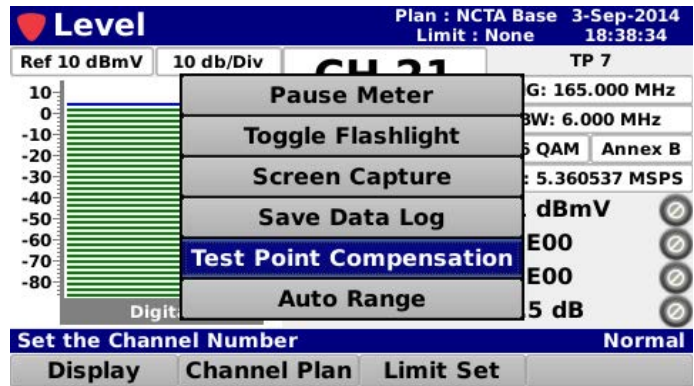 Level
Plan : NCTA Base 3-Sep-2014
Limit : None 18:38:34
Ref 10 dBmV
10 db/Div
TP 7
10
0
-10
-20
-30
-40
-50
-60
-70
-80
Pause Meter
Toggle Flashlight
Screen Capture
Save Data Log
Test Point Compensation
Auto Range
G: 165.000 MHz
BW: 6.000 MHz
QAM Annex B
: 5.360537 MSPS
dBmV
E00
E00
5 dB
Digit
Set the Channel Number Normal
Display Channel Plan Limit Set